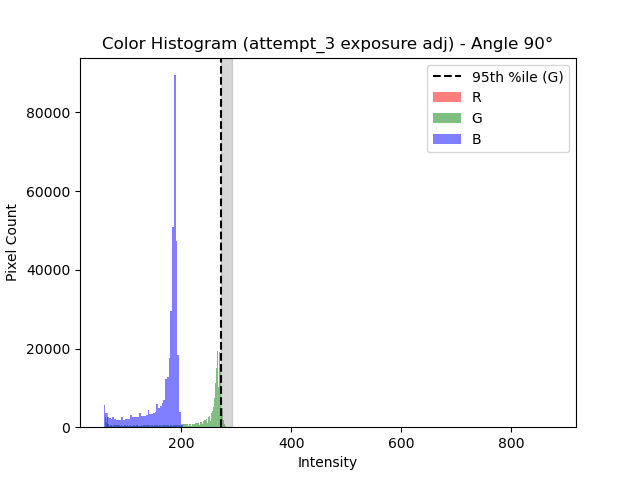 Color Histogram (attempt_3 exposure adj) - Angle 90°
95th %ile (G)
R
G
B
80000
60000
40000
20000
0
Pixel Count
200
400
600
800
Intensity